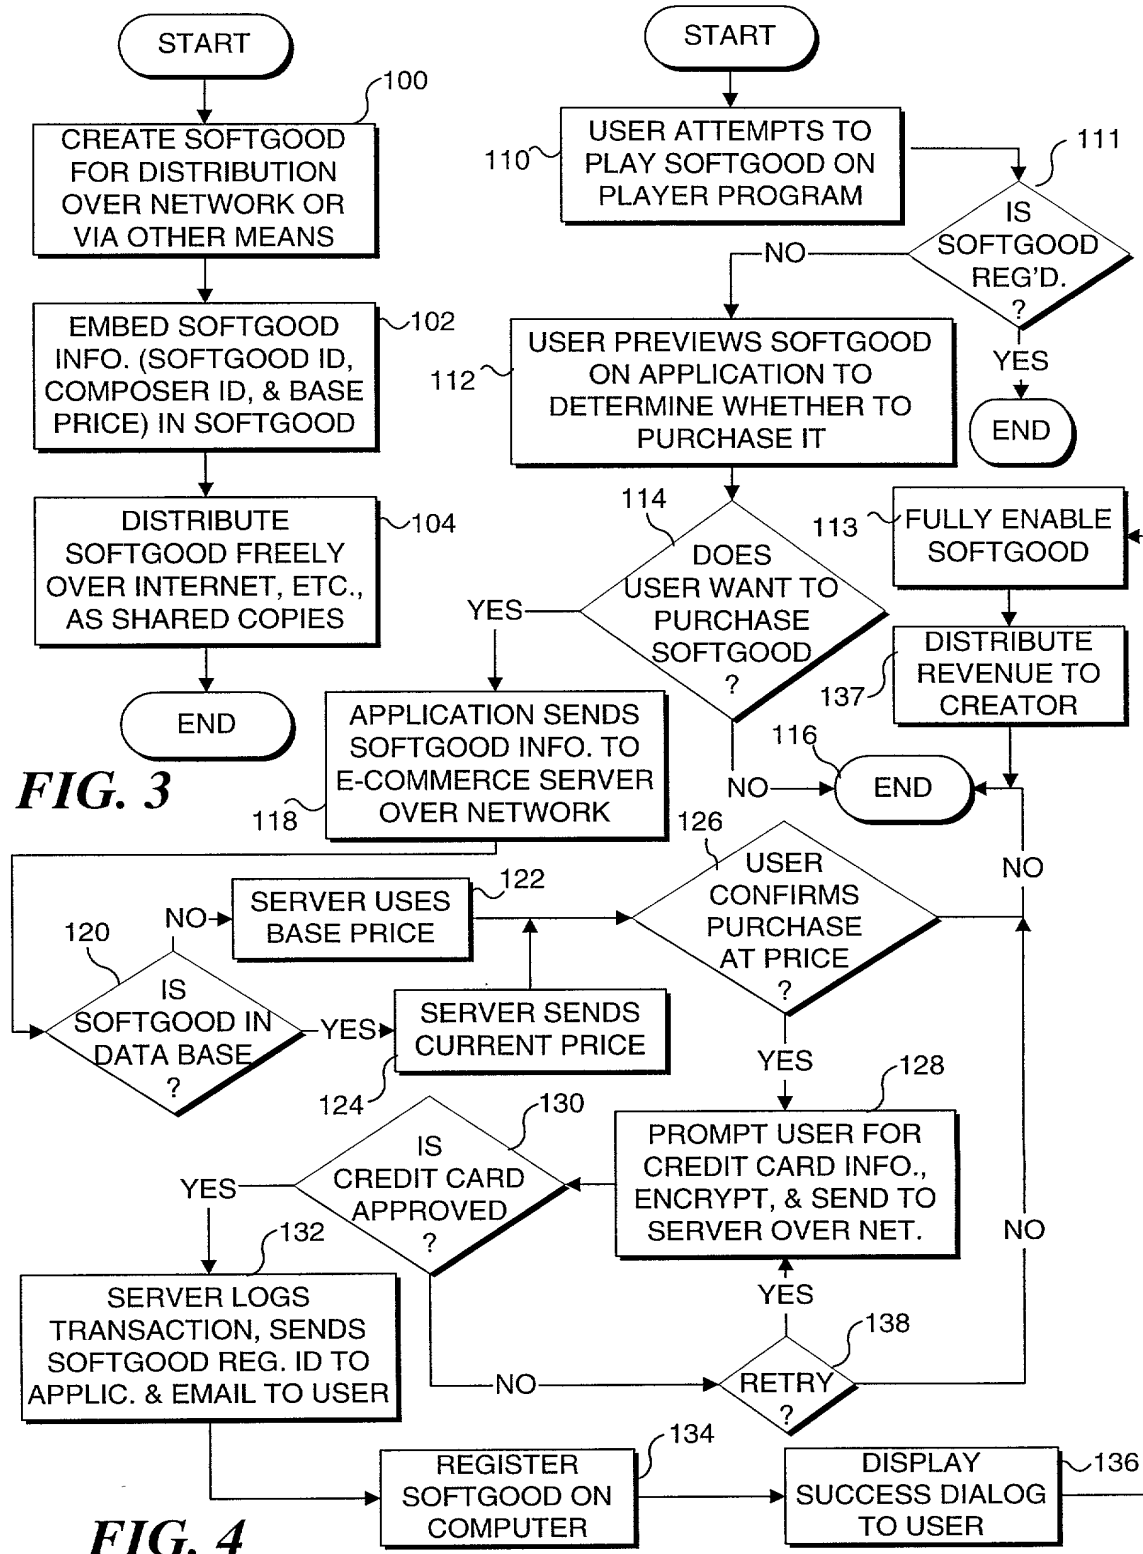 START
100
CREATE SOFTGOOD
FOR DISTRIBUTION
OVER NETWORK OR
VIA OTHER MEANS
102
EMBED SOFTGOOD
INFO. (SOFTGOOD ID,
COMPOSER ID, & BASE
PRICE) IN SOFTGOOD
104
DISTRIBUTE
SOFTGOOD FREELY
OVER INTERNET, ETC.,
AS SHARED COPIES
END
FIG. 3
START
110
USER ATTEMPTS TO
PLAY SOFTGOOD ON
PLAYER PROGRAM
111
IS
SOFTGOOD
REG'D.
?
NO
YES
END
112
USER PREVIEWS SOFTGOOD
ON APPLICATION TO
DETERMINE WHETHER TO
PURCHASE IT
114
DOES
USER WANT TO
PURCHASE
SOFTGOOD
?
YES
NO
113
FULLY ENABLE
SOFTGOOD
137
DISTRIBUTE
REVENUE TO
CREATOR
116
END
118
APPLICATION SENDS
SOFTGOOD INFO. TO
E-COMMERCE SERVER
OVER NETWORK
120
IS
SOFTGOOD IN
DATA BASE
?
NO
YES
122
SERVER USES
BASE PRICE
124
SERVER SENDS
CURRENT PRICE
126
USER
CONFIRMS
PURCHASE
AT PRICE
?
NO
YES
128
PROMPT USER FOR
CREDIT CARD INFO.,
ENCRYPT, & SEND TO
SERVER OVER NET.
130
IS
CREDIT CARD
APPROVED
?
YES
NO
132
SERVER LOGS
TRANSACTION, SENDS
SOFTGOOD REG. ID TO
APPLIC. & EMAIL TO USER
138
RETRY
?
YES
NO
134
REGISTER
SOFTGOOD ON
COMPUTER
136
DISPLAY
SUCCESS DIALOG
TO USER
FIG. 4